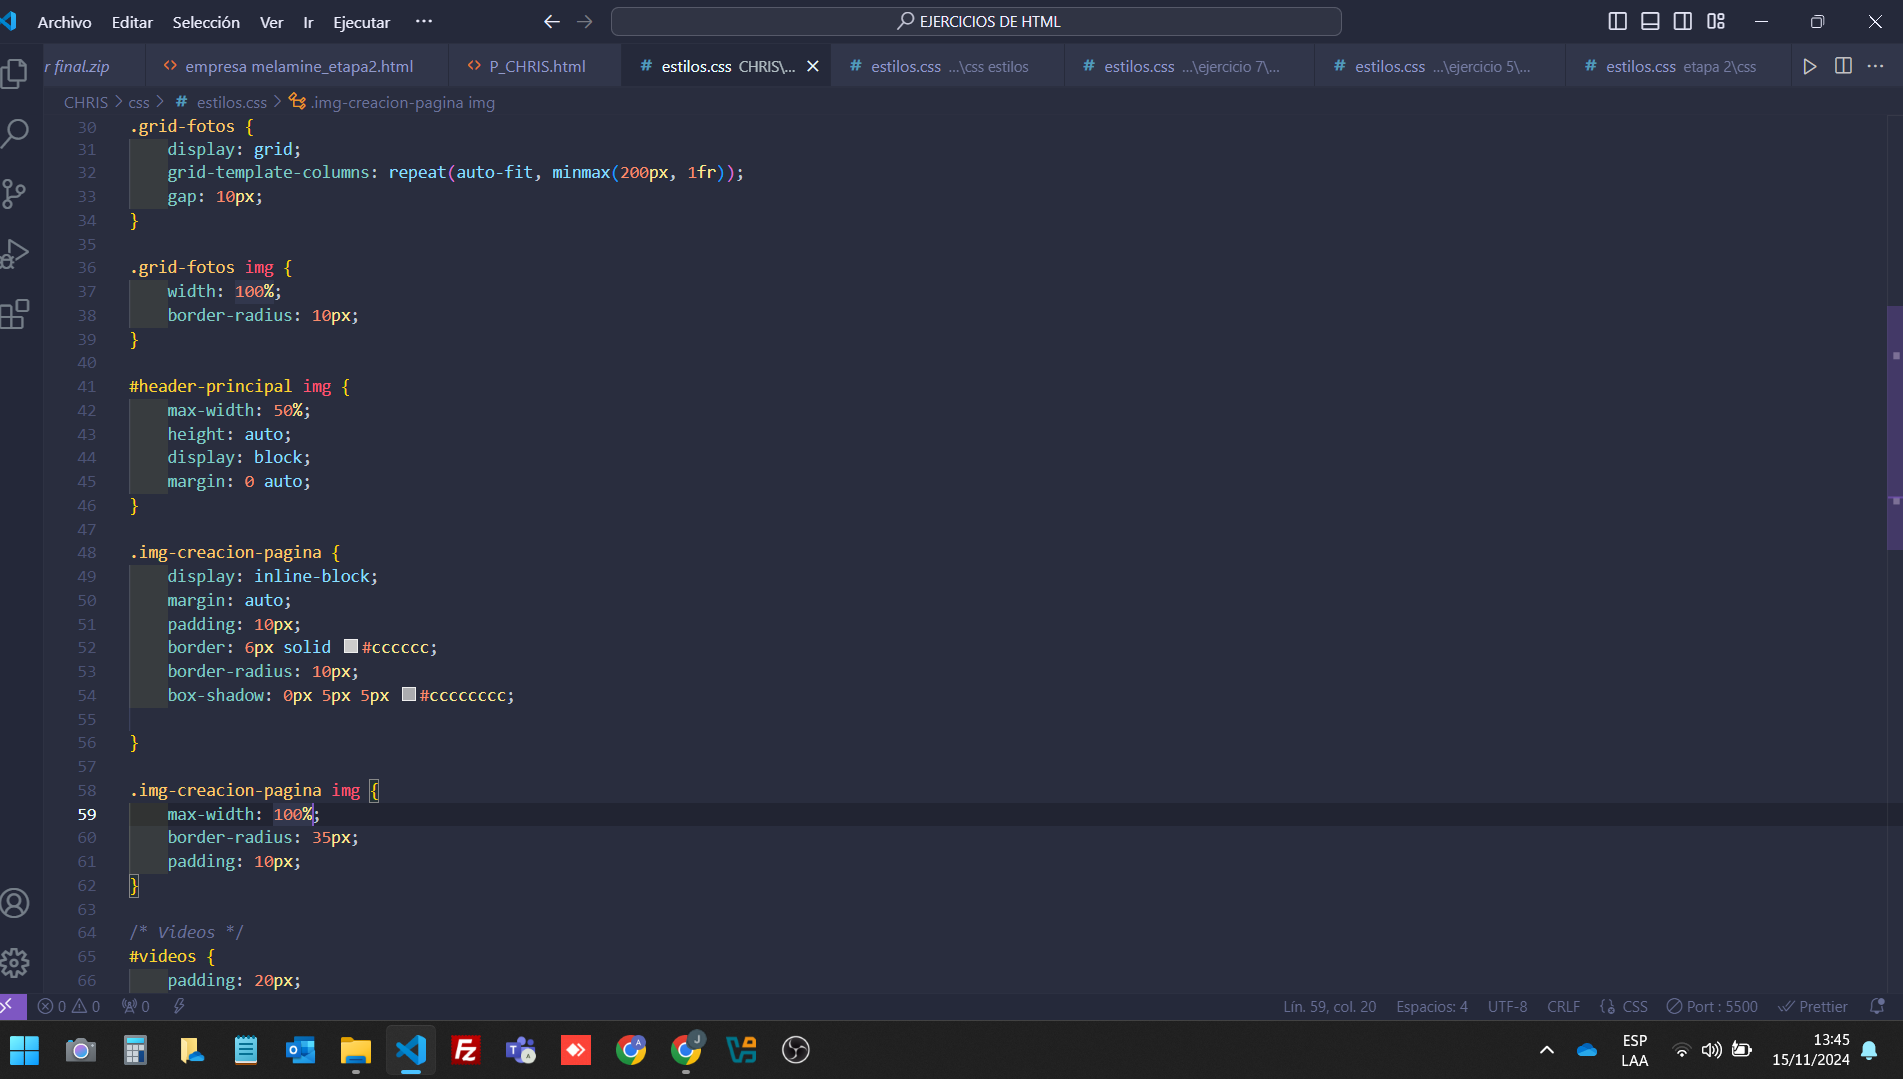 Archivo Editar Selección Ver Ir Ejecutar ··· EJERCICIOS DE HTML
r final.zip empresa melamine_etapa2.html P_CHRIS.html # estilos.css CHRIS\... # estilos.css ...\css estilos # estilos.css ...\ejercicio 7\... # estilos.css ...\ejercicio 5\... # estilos.css etapa 2\css
CHRIS > css > # estilos.css > .img-creacion-pagina img
30 .grid-fotos {
31 display: grid;
32 grid-template-columns: repeat(auto-fit, minmax(200px, 1fr));
33 gap: 10px;
34 }
35
36 .grid-fotos img {
37 width: 100%;
38 border-radius: 10px;
39 }
40
41 #header-principal img {
42 max-width: 50%;
43 height: auto;
44 display: block;
45 margin: 0 auto;
46 }
47
48 .img-creacion-pagina {
49 display: inline-block;
50 margin: auto;
51 padding: 10px;
52 border: 6px solid #cccccc;
53 border-radius: 10px;
54 box-shadow: 0px 5px 5px #cccccccc;
55
56 }
57
58 .img-creacion-pagina img {
59 max-width: 100%;
60 border-radius: 35px;
61 padding: 10px;
62 }
63
64 /* Videos */
65 #videos {
66 padding: 20px;
0 0 0 Lín. 59, col. 20 Espacios: 4 UTF-8 CRLF {} CSS Port : 5500 Prettier
ESP
LAA
13:45
15/11/2024